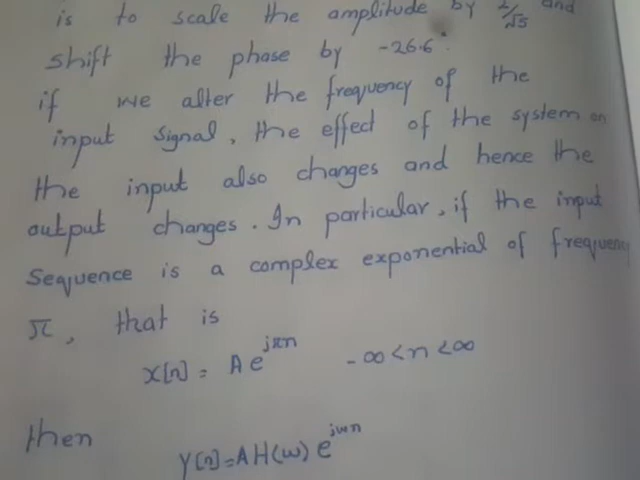 is to scale the amplitude by 2/√5 and
shift the phase by -26.6°.
if we alter the frequency of the
input signal, the effect of the system on
the input also changes and hence the
output changes. In particular, if the input
Sequence is a complex exponential of frequency
π, that is
x[n] = A e^jπn -∞<n<∞
then
y[n]=AH(ω) e^jωn